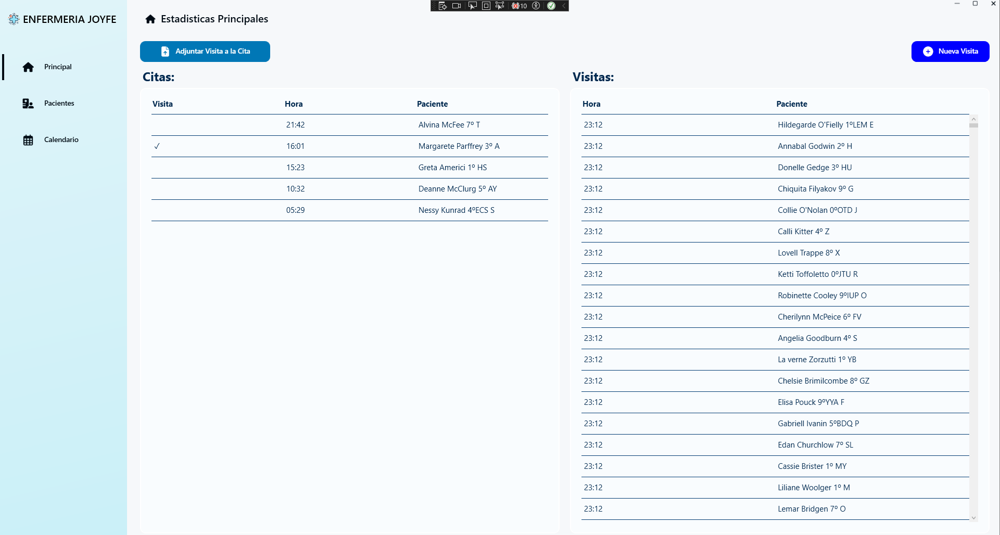 10
ENFERMERIA JOYFE
Estadisticas Principales
Principal
Pacientes
Calendario
Adjuntar Visita a la Cita
Nueva Visita
Citas:
Visita Hora Paciente
21:42 Alvina McFee 7º T
✓ 16:01 Margarete Parffrey 3º A
15:23 Greta Americi 1º HS
10:32 Deanne McClurg 5º AY
05:29 Nessy Kunrad 4ºECS S
Visitas:
Hora Paciente
23:12 Hildegarde O'Fielly 1ºLEM E
23:12 Annabal Godwin 2º H
23:12 Donelle Gedge 3º HU
23:12 Chiquita Filyakov 9º G
23:12 Collie O'Nolan 0ºOTD J
23:12 Calli Kitter 4º Z
23:12 Lovell Trappe 8º X
23:12 Ketti Toffoletto 0ºJTU R
23:12 Robinette Cooley 9ºIUP O
23:12 Cherilynn McPeice 6º FV
23:12 Angelia Goodburn 4º S
23:12 La verne Zorzutti 1º YB
23:12 Chelsie Brimilcombe 8º GZ
23:12 Elisa Pouck 9ºYYA F
23:12 Gabriell Ivanin 5ºBDQ P
23:12 Edan Churchlow 7º SL
23:12 Cassie Brister 1º MY
23:12 Liliane Woolger 1º M
23:12 Lemar Bridgen 7º O